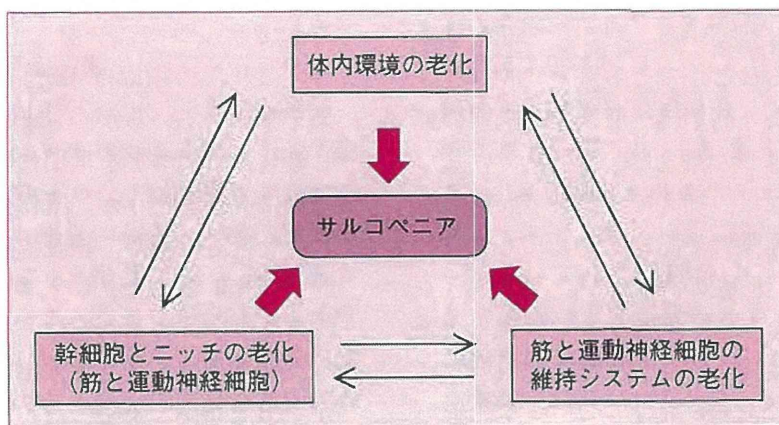 体内環境の老化
サルコペニア
幹細胞とニッチの老化
(筋と運動神経細胞)
筋と運動神経細胞の
維持システムの老化